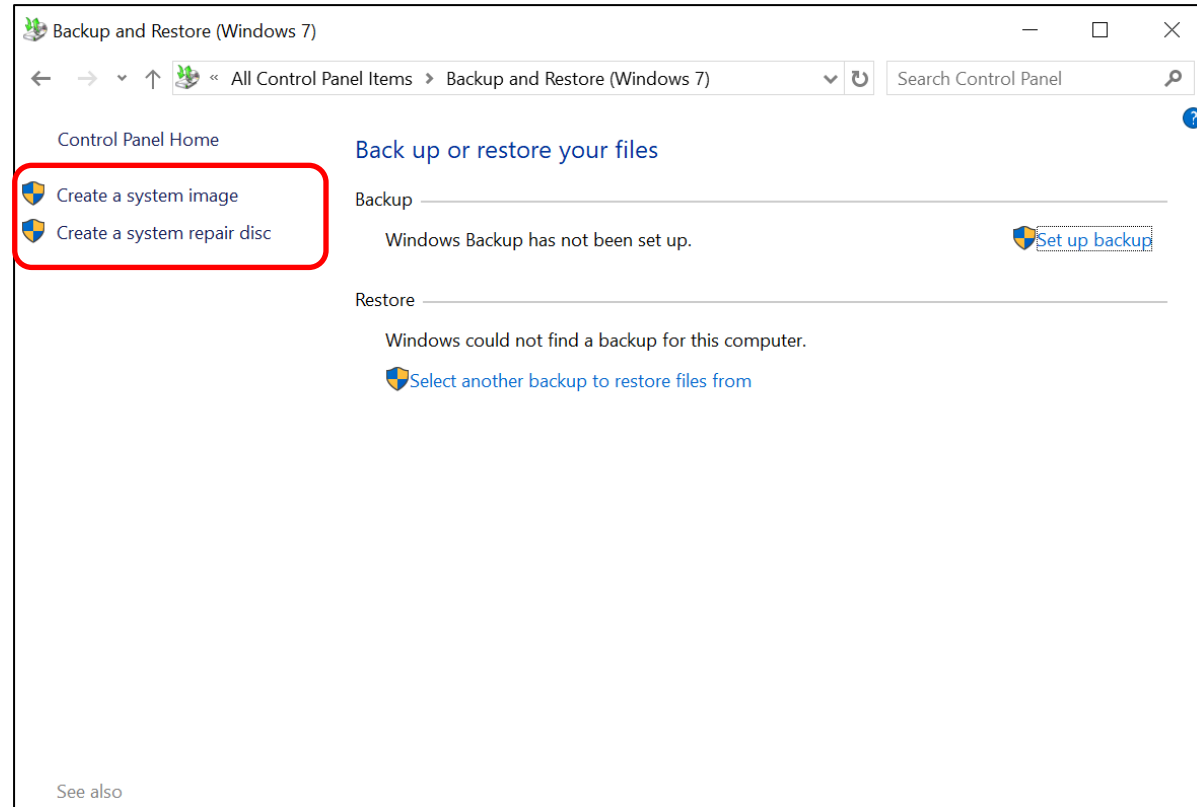 Backup and Restore (Windows 7)
« All Control Panel Items > Backup and Restore (Windows 7)
Search Control Panel
?
Control Panel Home
Create a system image
Create a system repair disc
Back up or restore your files
Backup
Windows Backup has not been set up.
Set up backup
Restore
Windows could not find a backup for this computer.
Select another backup to restore files from
See also